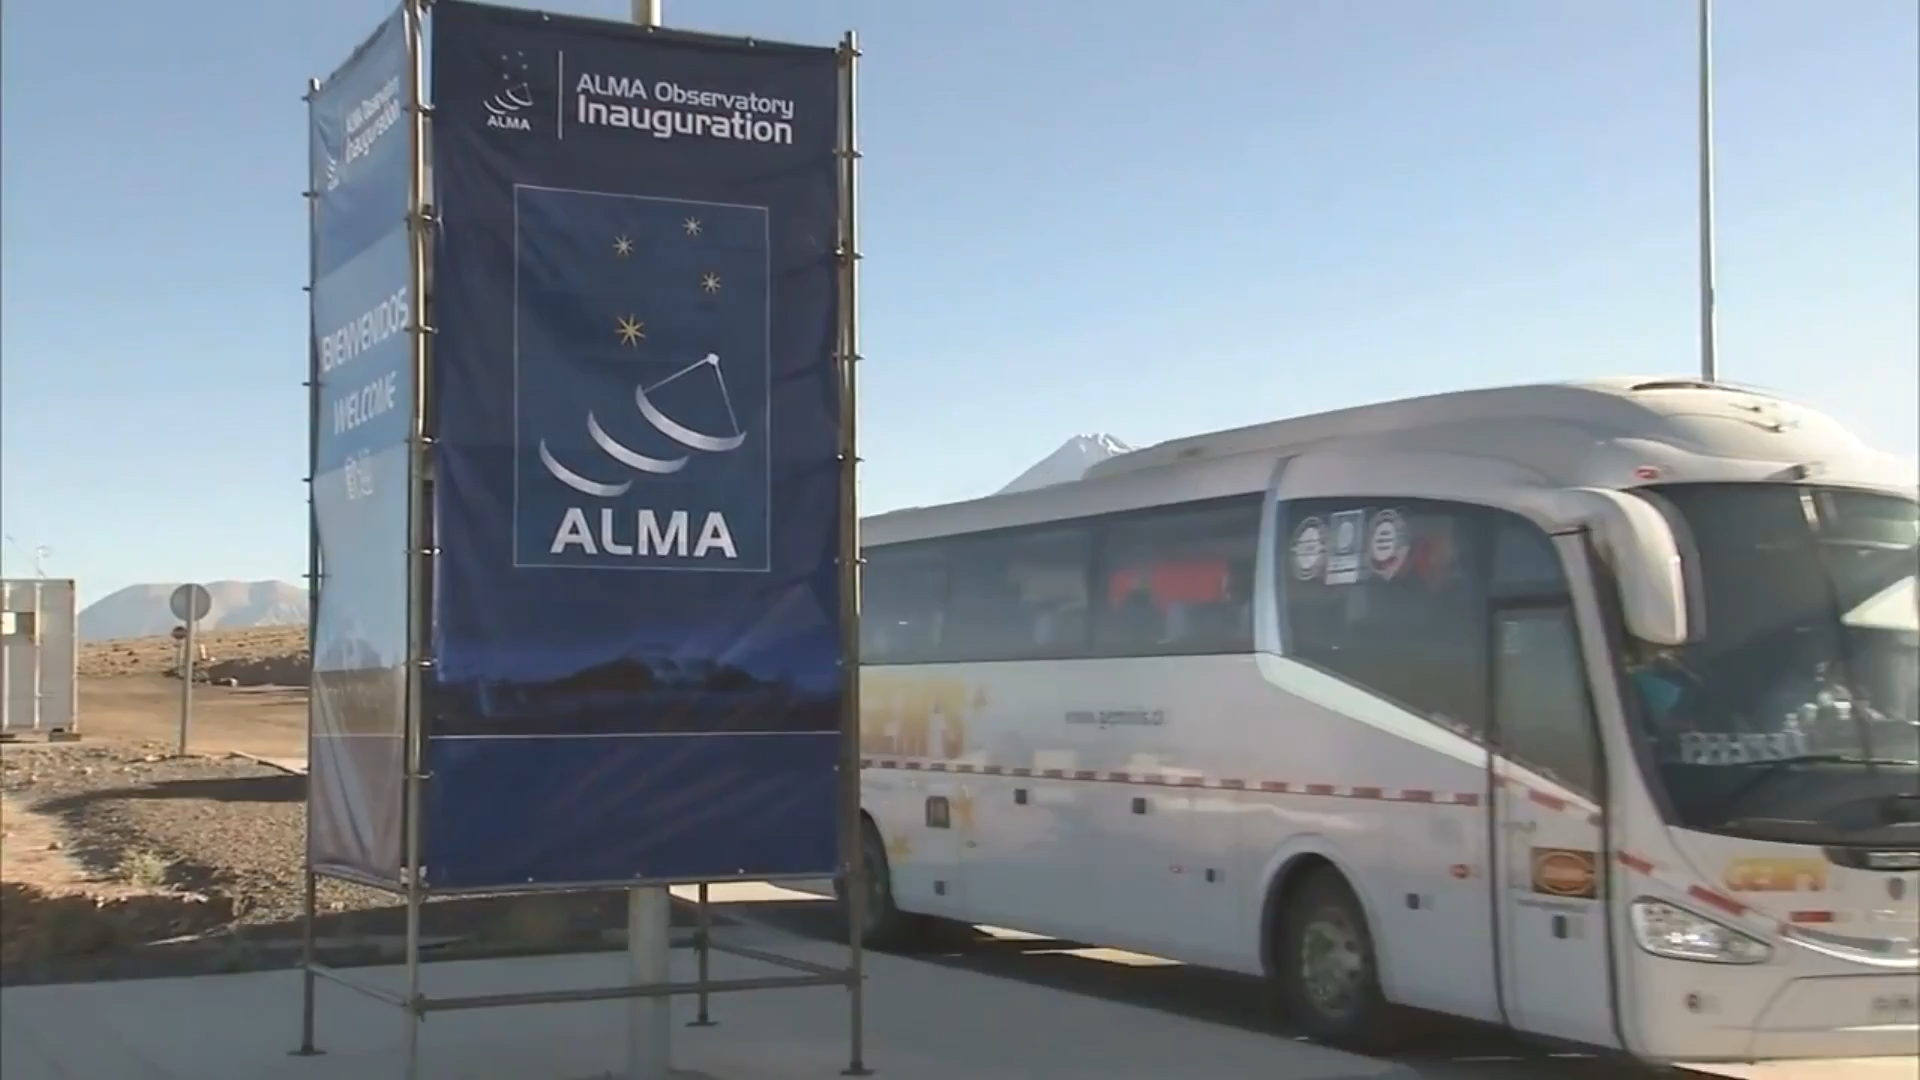 ALMA Observatory
Inauguration
ALMA
ALMA Observatory
Inauguration
BIENVENIDOS
WELCOME
ALMA
www.geminis.cl